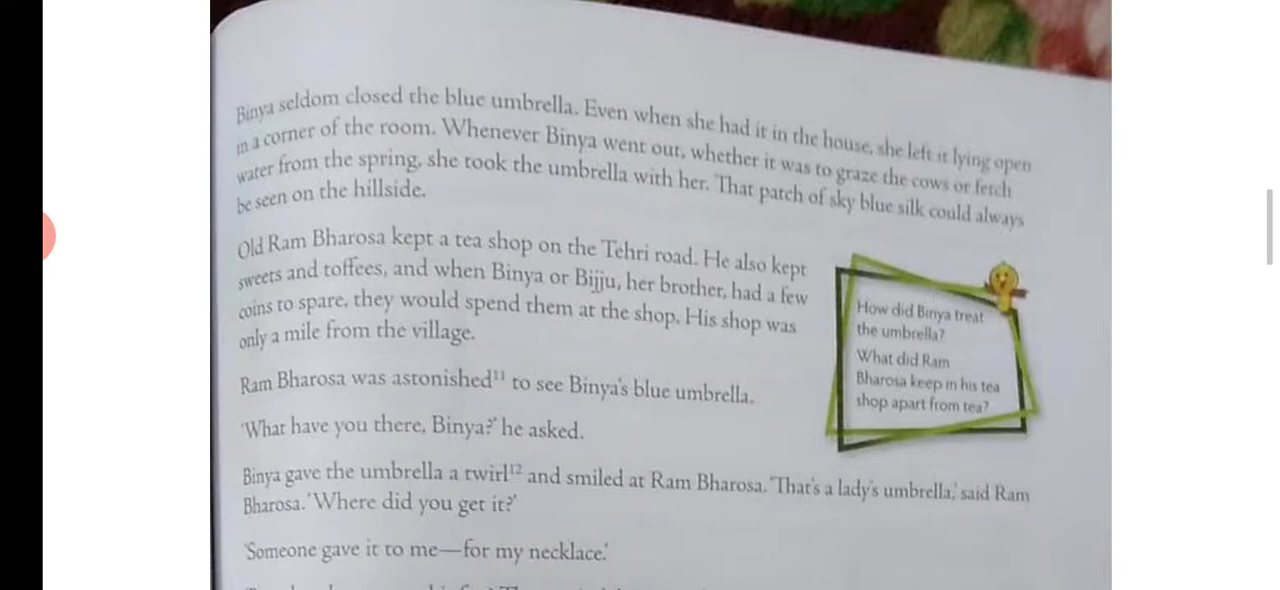 Binya seldom closed the blue umbrella. Even when she had it in the house, she left it lying open
in a corner of the room. Whenever Binya went out, whether it was to graze the cows or fetch
water from the spring, she took the umbrella with her. That patch of sky blue silk could always
be seen on the hillside.
Old Ram Bharosa kept a tea shop on the Tehri road. He also kept
sweets and toffees, and when Binya or Bijju, her brother, had a few
coins to spare, they would spend them at the shop. His shop was
only a mile from the village.
How did Binya treat
the umbrella?
What did Ram
Bharosa keep in his tea
shop apart from tea?
Ram Bharosa was astonished¹¹ to see Binya's blue umbrella.
'What have you there, Binya?' he asked.
Binya gave the umbrella a twirl¹² and smiled at Ram Bharosa. 'That's a lady's umbrella,' said Ram
Bharosa. 'Where did you get it?'
'Someone gave it to me—for my necklace.'